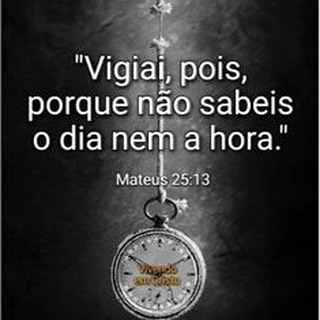 "Vigiai, pois,
porque não sabeis
o dia nem a hora."
Mateus 25:13
Vivendo
em Cristo